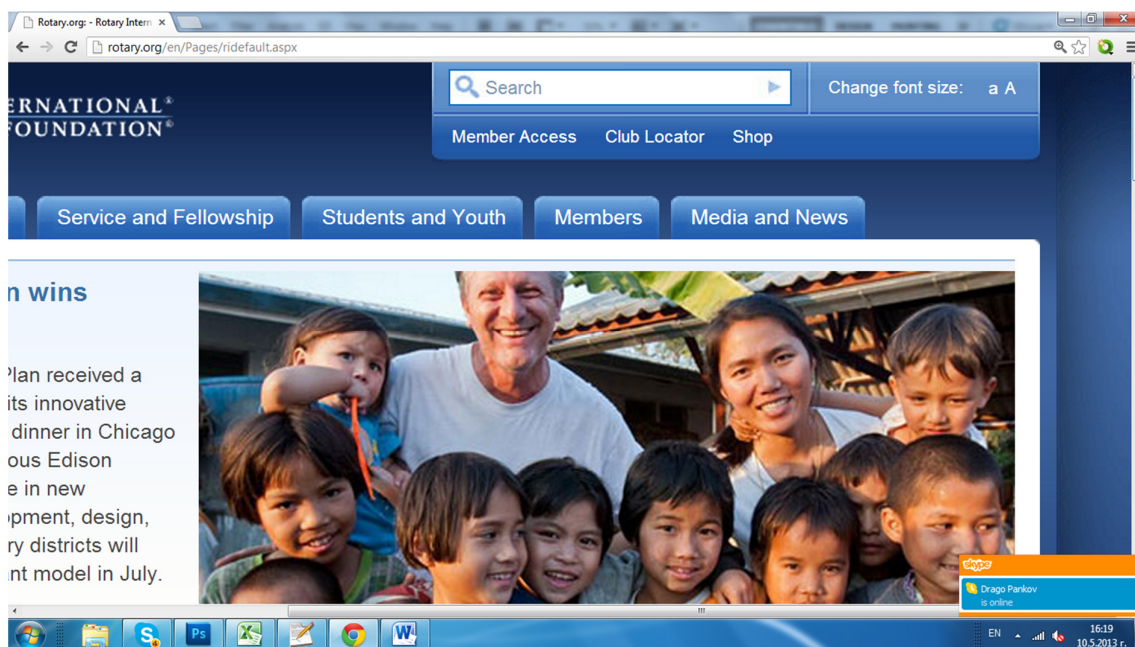 Rotary.org: - Rotary Intern
rotary.org/en/Pages/ridefault.aspx
ERNATIONAL®
FOUNDATION®
Search
Change font size: a A
Member Access Club Locator Shop
Service and Fellowship Students and Youth Members Media and News
n wins
Plan received a
its innovative
dinner in Chicago
ous Edison
e in new
opment, design,
ry districts will
ant model in July.
skype
Drago Pankov
is online
Ps
EN
16:19
10.5.2013 г.